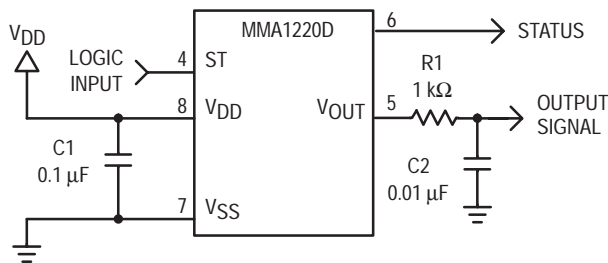 VDD
LOGIC
INPUT
4
ST
MMA1220D
6
STATUS
8
VDD
VOUT
5
R1
1 kΩ
OUTPUT
SIGNAL
C1
0.1 μF
C2
0.01 μF
7
VSS